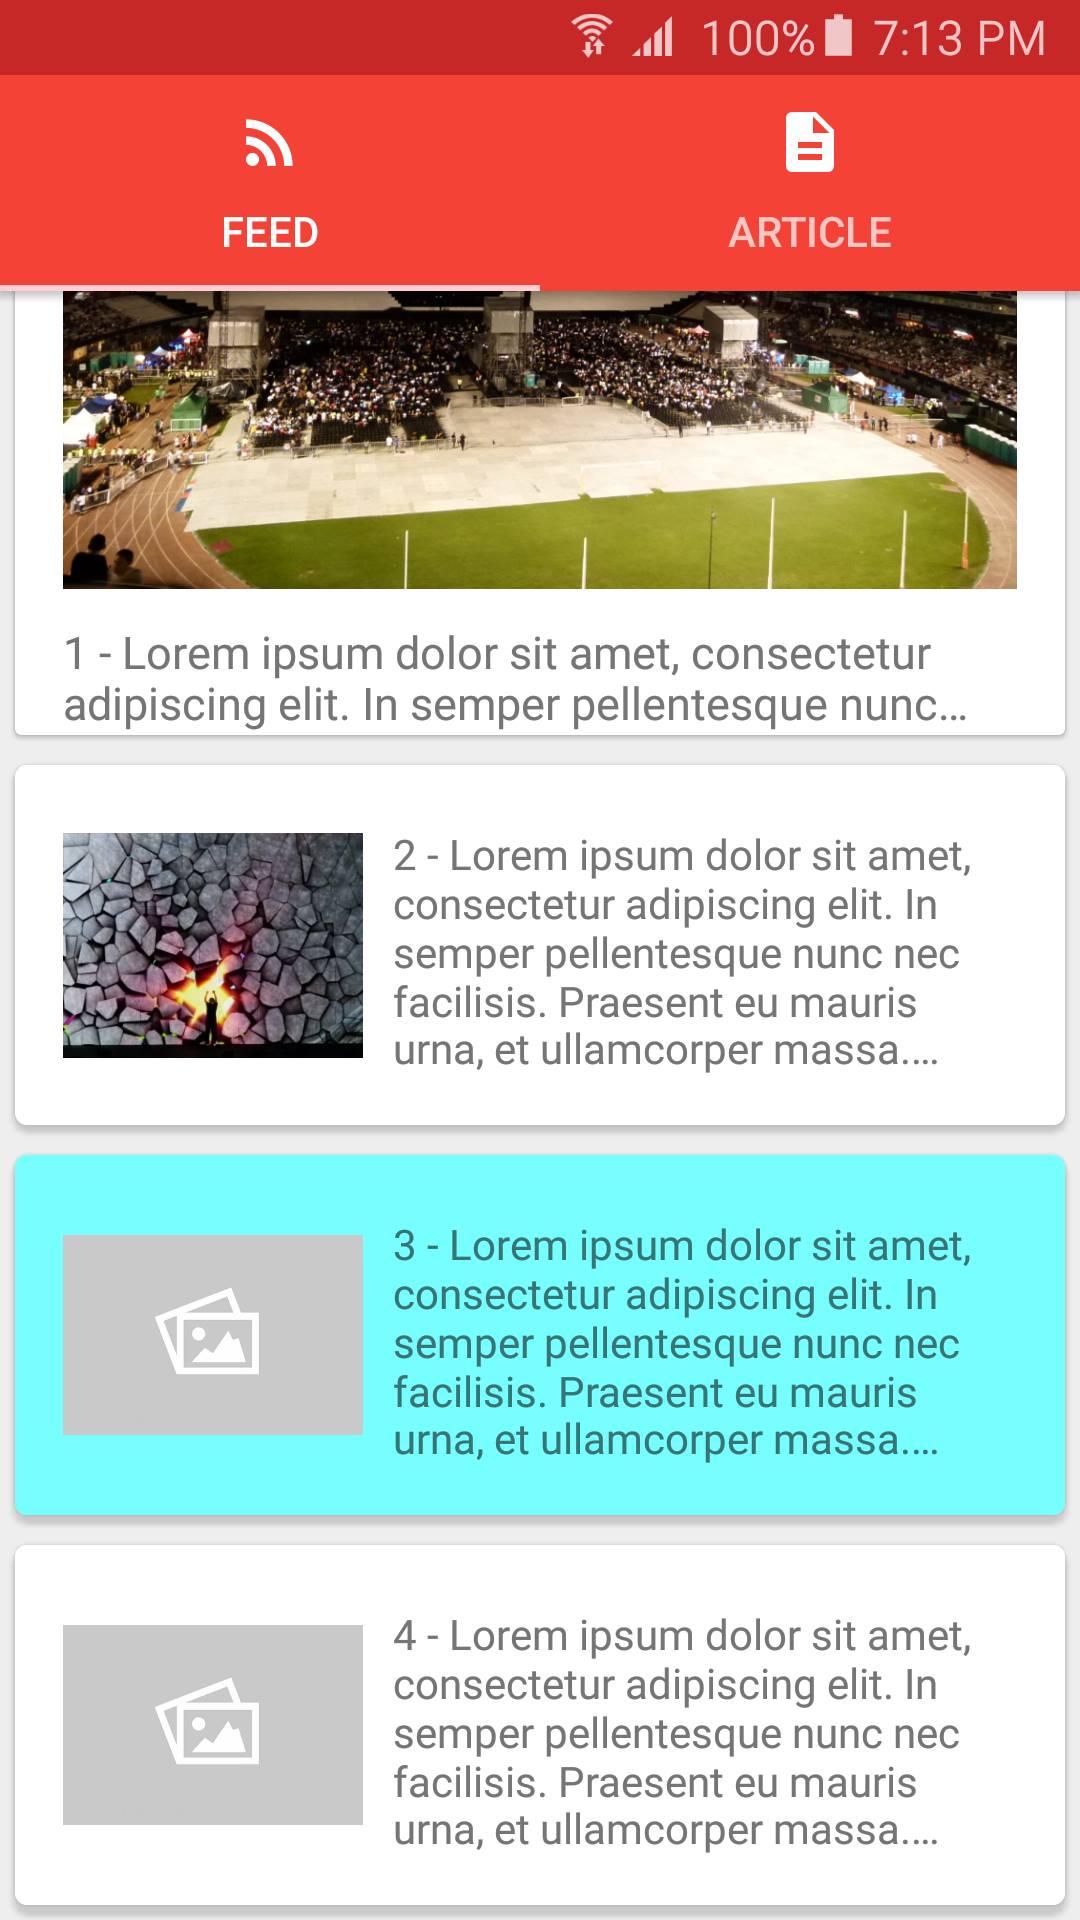 100% 7:13 PM
FEED
ARTICLE
1 - Lorem ipsum dolor sit amet, consectetur
adipiscing elit. In semper pellentesque nunc...
2 - Lorem ipsum dolor sit amet,
consectetur adipiscing elit. In
semper pellentesque nunc nec
facilisis. Praesent eu mauris
urna, et ullamcorper massa....
3 - Lorem ipsum dolor sit amet,
consectetur adipiscing elit. In
semper pellentesque nunc nec
facilisis. Praesent eu mauris
urna, et ullamcorper massa....
4 - Lorem ipsum dolor sit amet,
consectetur adipiscing elit. In
semper pellentesque nunc nec
facilisis. Praesent eu mauris
urna, et ullamcorper massa....